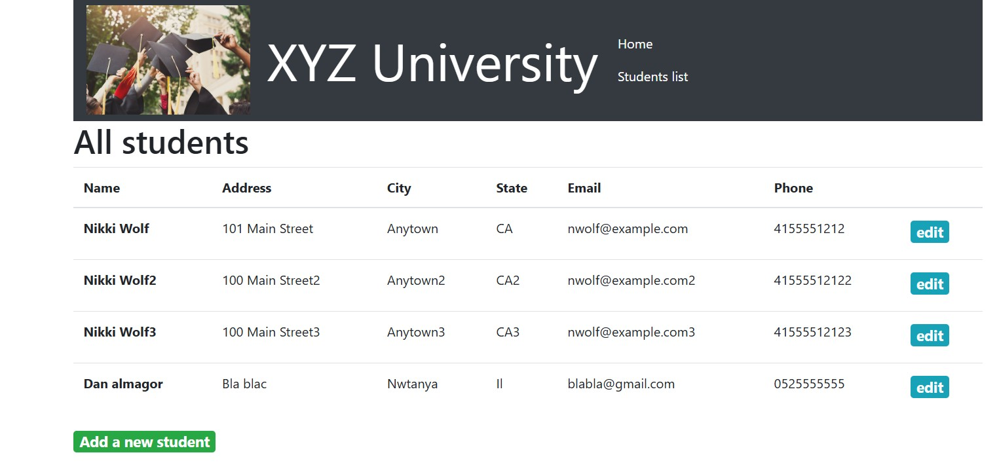 XYZ University
Home
Students list
All students
Name Address City State Email Phone
Nikki Wolf 101 Main Street Anytown CA nwolf@example.com 4155551212 edit
Nikki Wolf2 100 Main Street2 Anytown2 CA2 nwolf@example.com2 41555512122 edit
Nikki Wolf3 100 Main Street3 Anytown3 CA3 nwolf@example.com3 41555512123 edit
Dan almagor Bla blac Nwtanya Il blabla@gmail.com 0525555555 edit
Add a new student